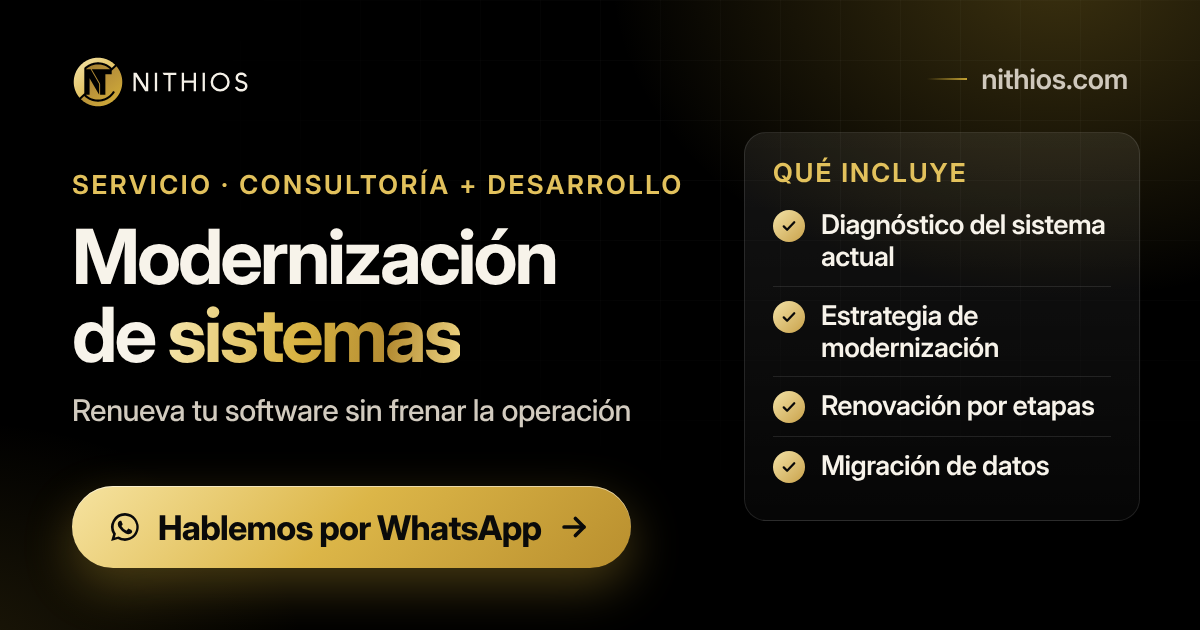 NITHIOS
nithios.com
SERVICIO · CONSULTORÍA + DESARROLLO
Modernización
de sistemas
Renueva tu software sin frenar la operación
Hablemos por WhatsApp →
QUÉ INCLUYE
Diagnóstico del sistema
actual
Estrategia de
modernización
Renovación por etapas
Migración de datos